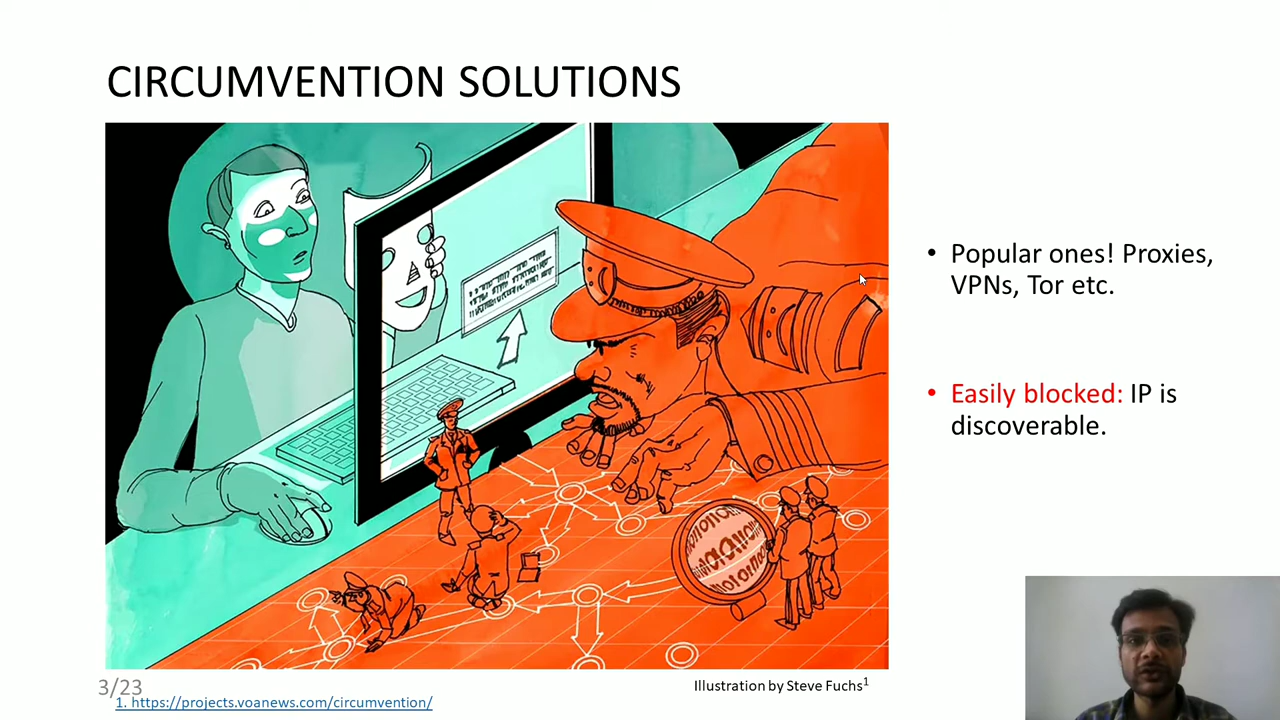 CIRCUMVENTION SOLUTIONS
• Popular ones! Proxies,
VPNs, Tor etc.
• Easily blocked: IP is
discoverable.
Illustration by Steve Fuchs1
3/23
1. https://projects.voanews.com/circumvention/